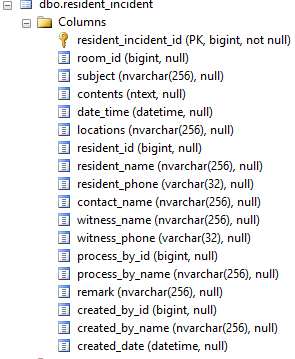 dbo.resident_incident
Columns
resident_incident_id (PK, bigint, not null)
room_id (bigint, null)
subject (nvarchar(256), null)
contents (ntext, null)
date_time (datetime, null)
locations (nvarchar(256), null)
resident_id (bigint, null)
resident_name (nvarchar(256), null)
resident_phone (varchar(32), null)
contact_name (nvarchar(256), null)
witness_name (nvarchar(256), null)
witness_phone (varchar(32), null)
process_by_id (bigint, null)
process_by_name (nvarchar(256), null)
remark (nvarchar(256), null)
created_by_id (bigint, null)
created_by_name (nvarchar(256), null)
created_date (datetime, null)